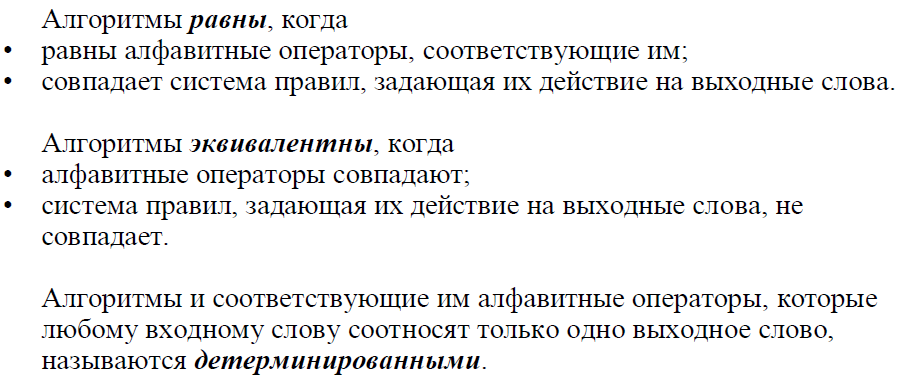 Алгоритмы равны, когда
• равны алфавитные операторы, соответствующие им;
• совпадает система правил, задающая их действие на выходные слова.
Алгоритмы эквивалентны, когда
• алфавитные операторы совпадают;
• система правил, задающая их действие на выходные слова, не
совпадает.
Алгоритмы и соответствующие им алфавитные операторы, которые
любому входному слову соотносят только одно выходное слово,
называются детерминированными.